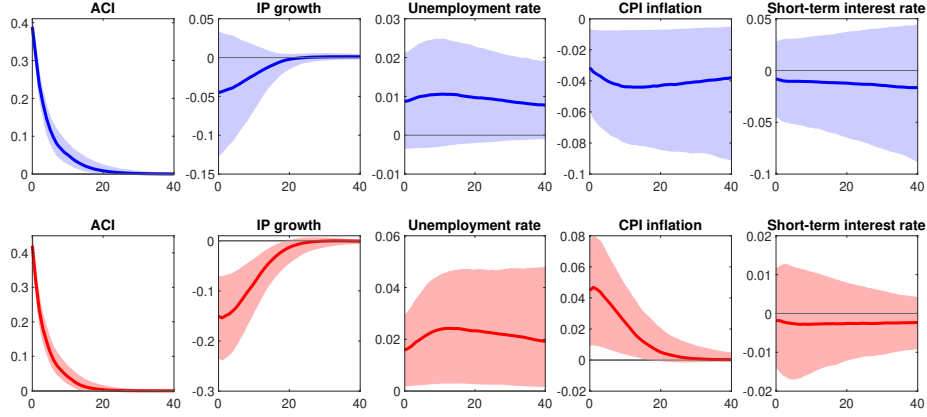 ACI IP growth Unemployment rate CPI inflation Short-term interest rate
0.4 0.05 0.03 0 0.05
0.3 0 0.02 -0.02 0
0.2 -0.05 0.01 -0.04 -0.05
0.1 -0.1 0 -0.06
0 -0.15 -0.01 -0.08 -0.1
-0.1
0 20 40 0 20 40 0 20 40 0 20 40 0 20 40
ACI IP growth Unemployment rate CPI inflation Short-term interest rate
0.4 0 0.06 0.08 0.02
0.3 -0.1 0.04 0.06 0.01
0.2 -0.2 0.02 0.04 0
0.1 -0.3 0 0.02 -0.01
0 0 -0.02
-0.02
0 20 40 0 20 40 0 20 40 0 20 40 0 20 40